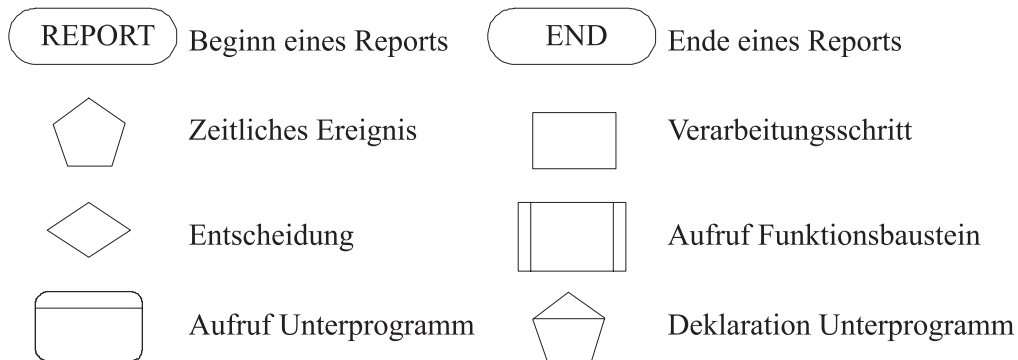 REPORT Beginn eines Reports
END Ende eines Reports
Zeitliches Ereignis
Verarbeitungsschritt
Entscheidung
Aufruf Funktionsbaustein
Aufruf Unterprogramm
Deklaration Unterprogramm